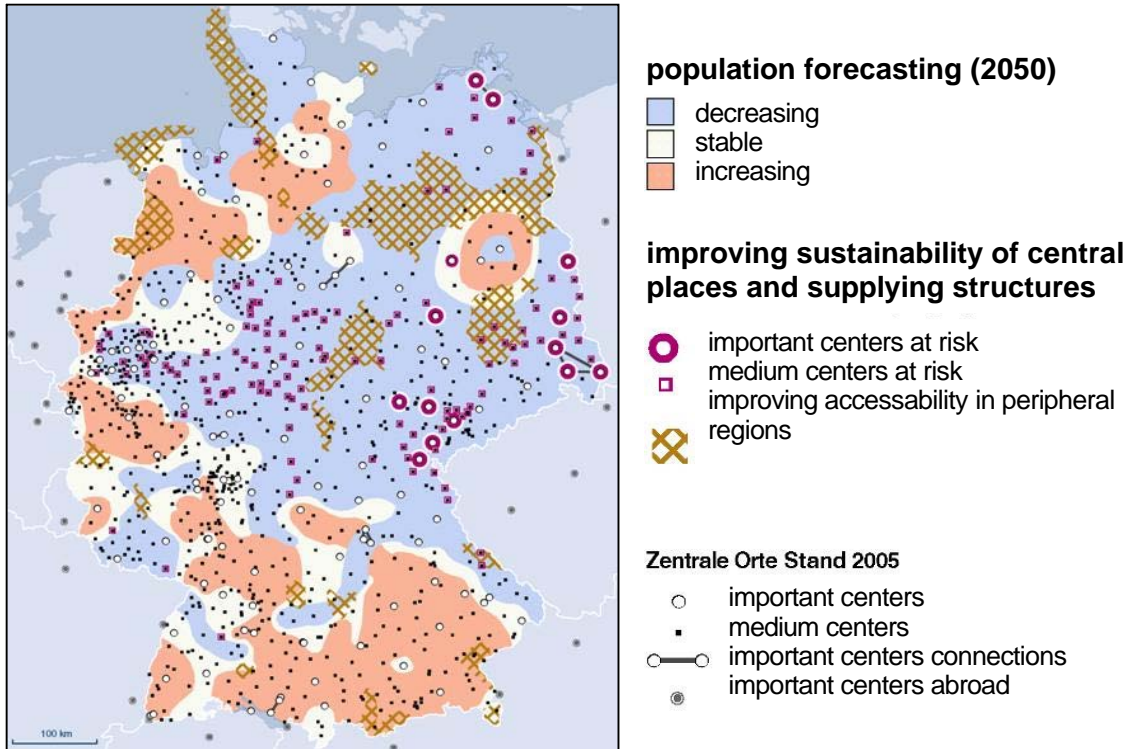 population forecasting (2050)
decreasing
stable
increasing
improving sustainability of central
places and supplying structures
important centers at risk
medium centers at risk
improving accessability in peripheral
regions
Zentrale Orte Stand 2005
important centers
medium centers
important centers connections
important centers abroad
100 km